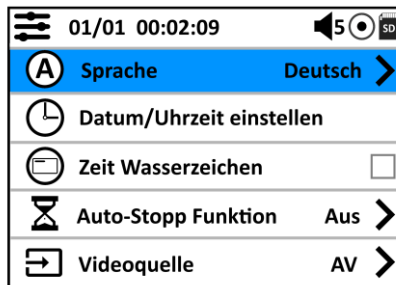 01/01 00:02:09 5 SD
A Sprache Deutsch
Datum/Uhrzeit einstellen
Zeit Wasserzeichen
Auto-Stopp Funktion Aus
Videoquelle AV